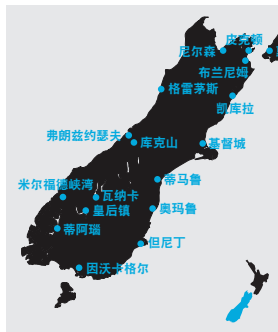 皮克顿
尼尔森
布兰尼姆
格雷茅斯
凯库拉
弗朗兹约瑟夫
库克山
基督城
蒂马鲁
米尔福德峡湾
瓦纳卡
皇后镇
奥玛鲁
蒂阿瑙
但尼丁
因沃卡格尔